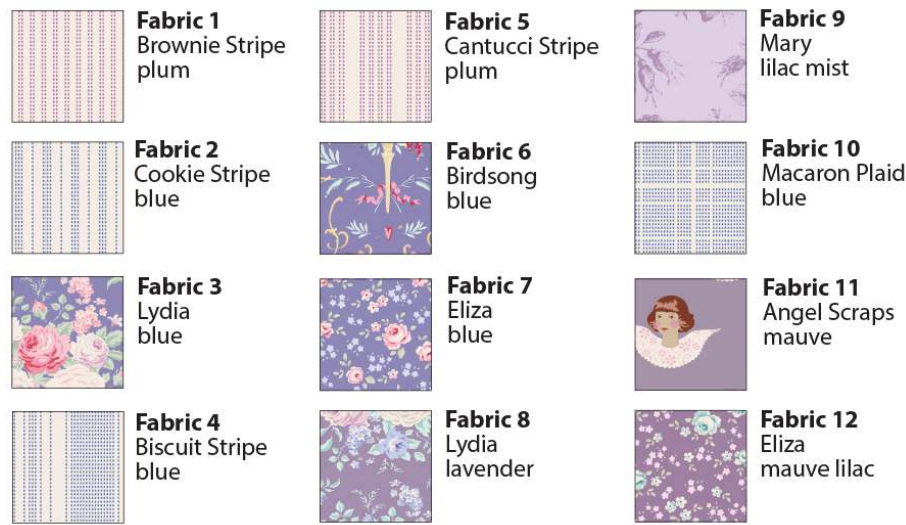 Fabric 1
Brownie Stripe
plum
Fabric 2
Cookie Stripe
blue
Fabric 3
Lydia
blue
Fabric 4
Biscuit Stripe
blue
Fabric 5
Cantucci Stripe
plum
Fabric 6
Birdsong
blue
Fabric 7
Eliza
blue
Fabric 8
Lydia
lavender
Fabric 9
Mary
lilac mist
Fabric 10
Macaron Plaid
blue
Fabric 11
Angel Scraps
mauve
Fabric 12
Eliza
mauve lilac